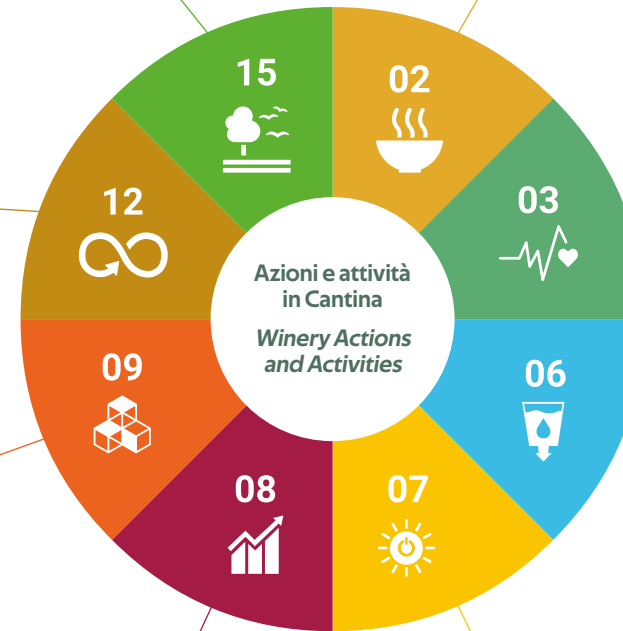 15
02
12
03
Azioni e attività
in Cantina
Winery Actions
and Activities
09
06
08
07